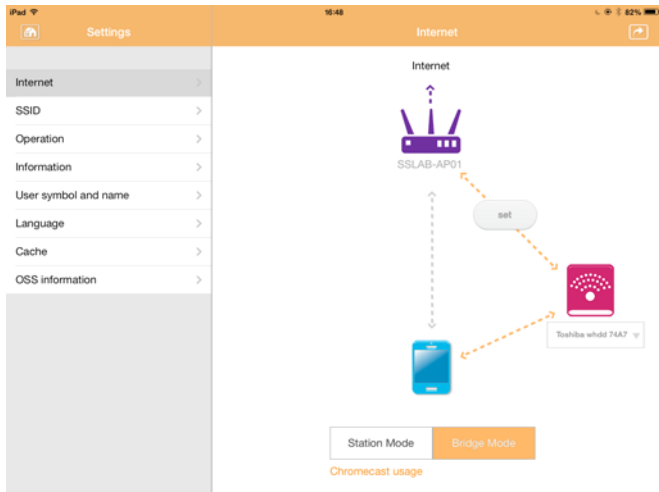 iPad 16:48 82%
Settings
Internet
Internet
SSID
Operation
Information
User symbol and name
Language
Cache
OSS information
Internet
SSLAB-AP01
set
Toshiba whdd 74A7
Station Mode Bridge Mode
Chromecast usage